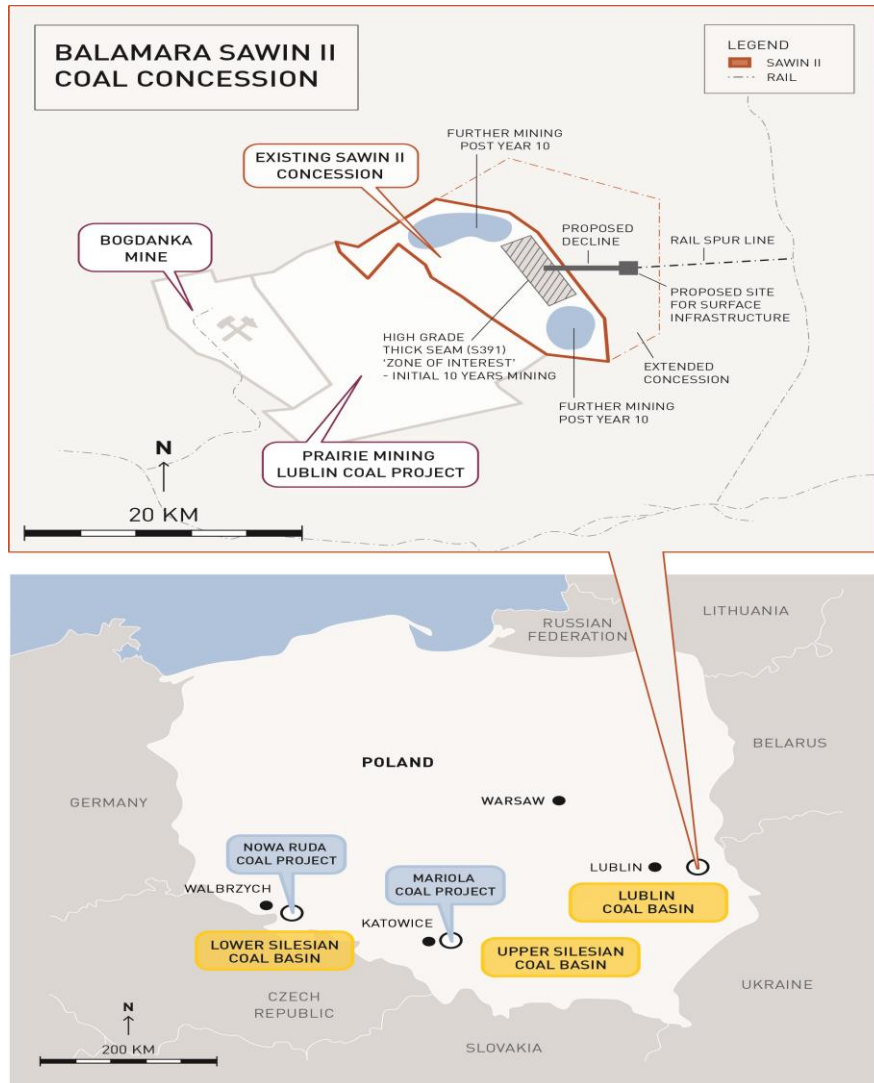 BALAMARA SAWIN II
COAL CONCESSION
LEGEND
SAWIN II
RAIL
FURTHER MINING
POST YEAR 10
EXISTING SAWIN II
CONCESSION
BOGDANKA
MINE
PROPOSED
DECLINE
RAIL SPUR LINE
PROPOSED SITE
FOR SURFACE
INFRASTRUCTURE
HIGH GRADE
THICK SEAM (S391)
'ZONE OF INTEREST'
- INITIAL 10 YEARS MINING
EXTENDED
CONCESSION
FURTHER MINING
POST YEAR 10
PRAIRIE MINING
LUBLIN COAL PROJECT
N
20 KM
LITHUANIA
RUSSIAN
FEDERATION
BELARUS
POLAND
GERMANY
WARSAW
NOWA RUDA
COAL PROJECT
MARIOLA
COAL PROJECT
LUBLIN
WALBRZYCH
LUBLIN
COAL BASIN
KATOWICE
LOWER SILESIAN
COAL BASIN
UPPER SILESIAN
COAL BASIN
UKRAINE
CZECH
REPUBLIC
N
200 KM
SLOVAKIA